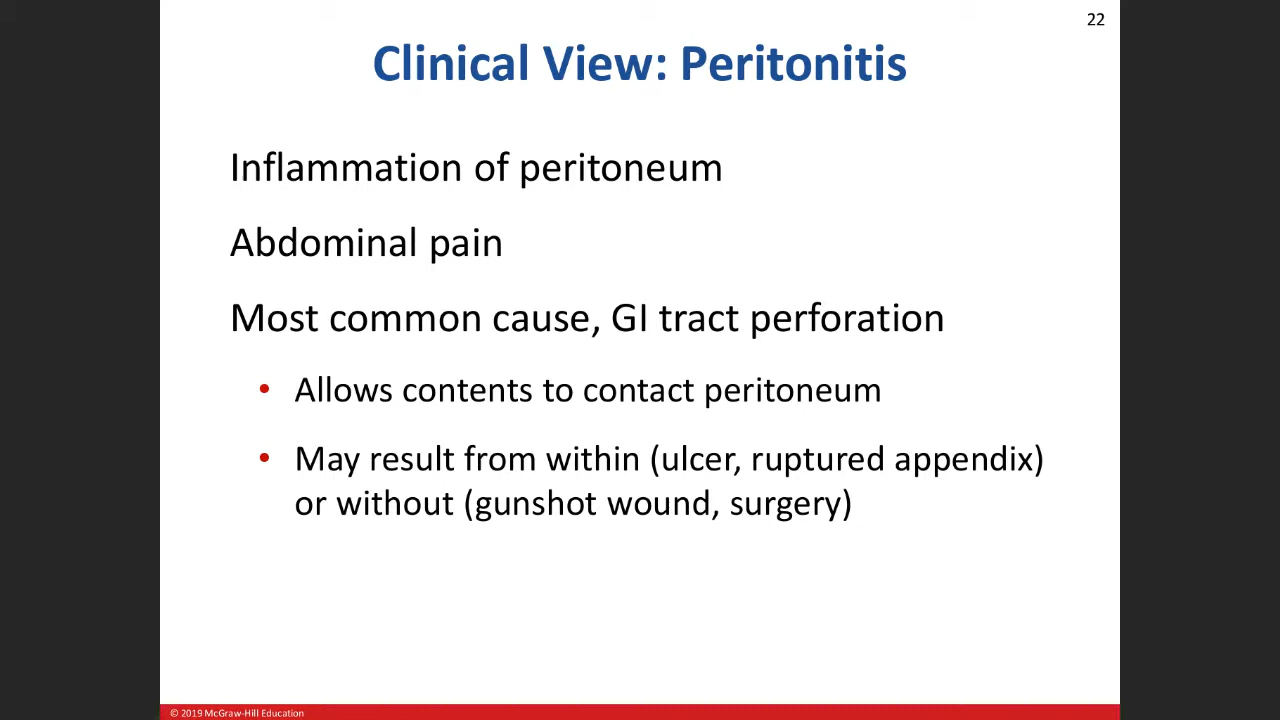 22
Clinical View: Peritonitis
Inflammation of peritoneum
Abdominal pain
Most common cause, GI tract perforation
• Allows contents to contact peritoneum
• May result from within (ulcer, ruptured appendix)
or without (gunshot wound, surgery)
© 2019 McGraw-Hill Education